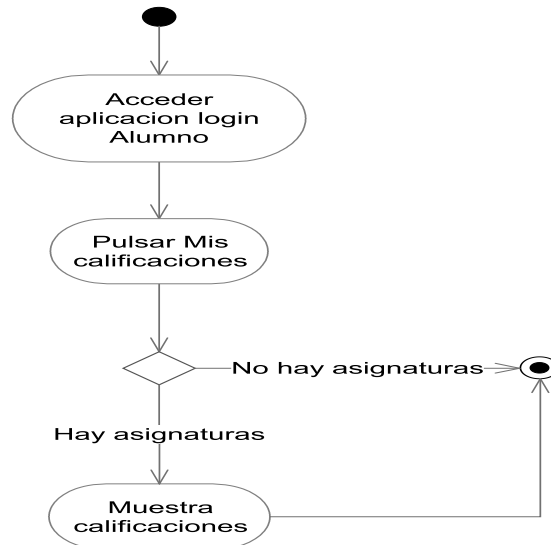 Acceder
aplicacion login
Alumno
Pulsar Mis
calificaciones
No hay asignaturas
Hay asignaturas
Muestra
calificaciones